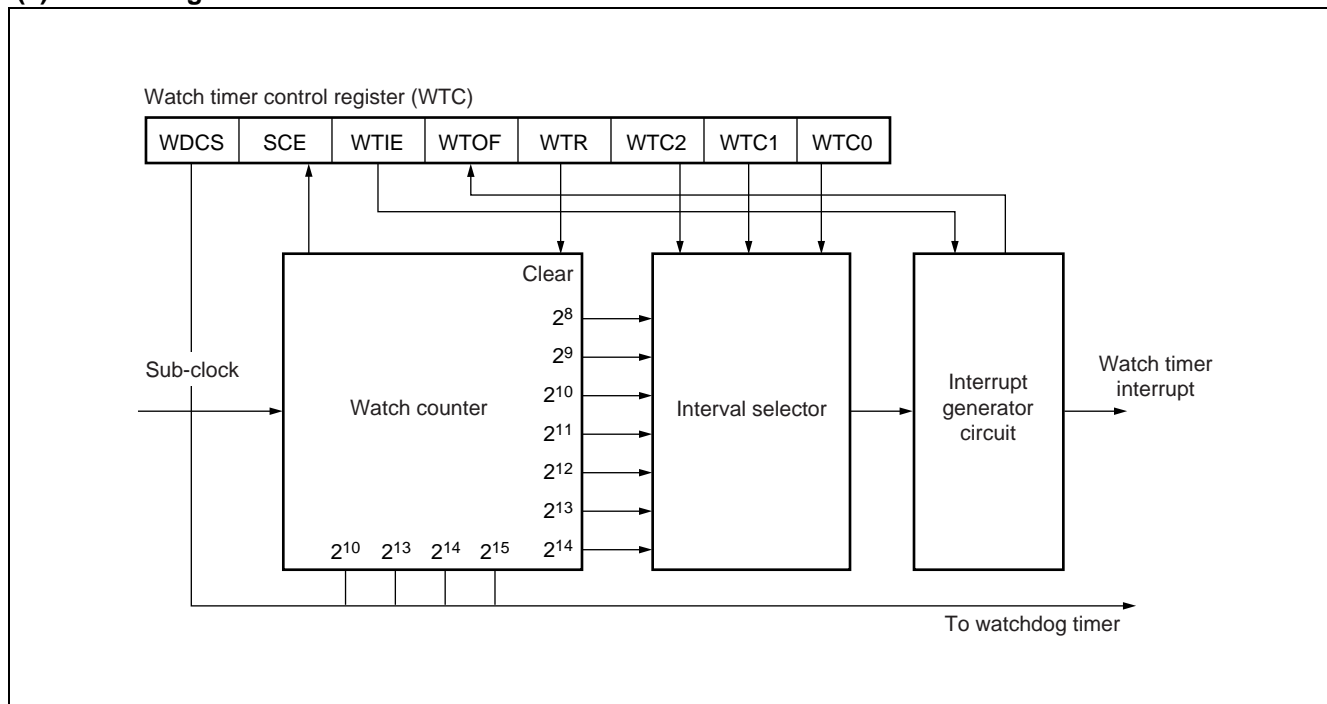 Watch timer control register (WTC)
WDCS SCE WTIE WTOF WTR WTC2 WTC1 WTC0
Clear
2⁸
2⁹
2¹⁰
2¹¹
2¹²
2¹³
2¹⁴
Sub-clock
Watch counter
2¹⁰ 2¹³ 2¹⁴ 2¹⁵
Interval selector
Interrupt
generator
circuit
Watch timer
interrupt
To watchdog timer